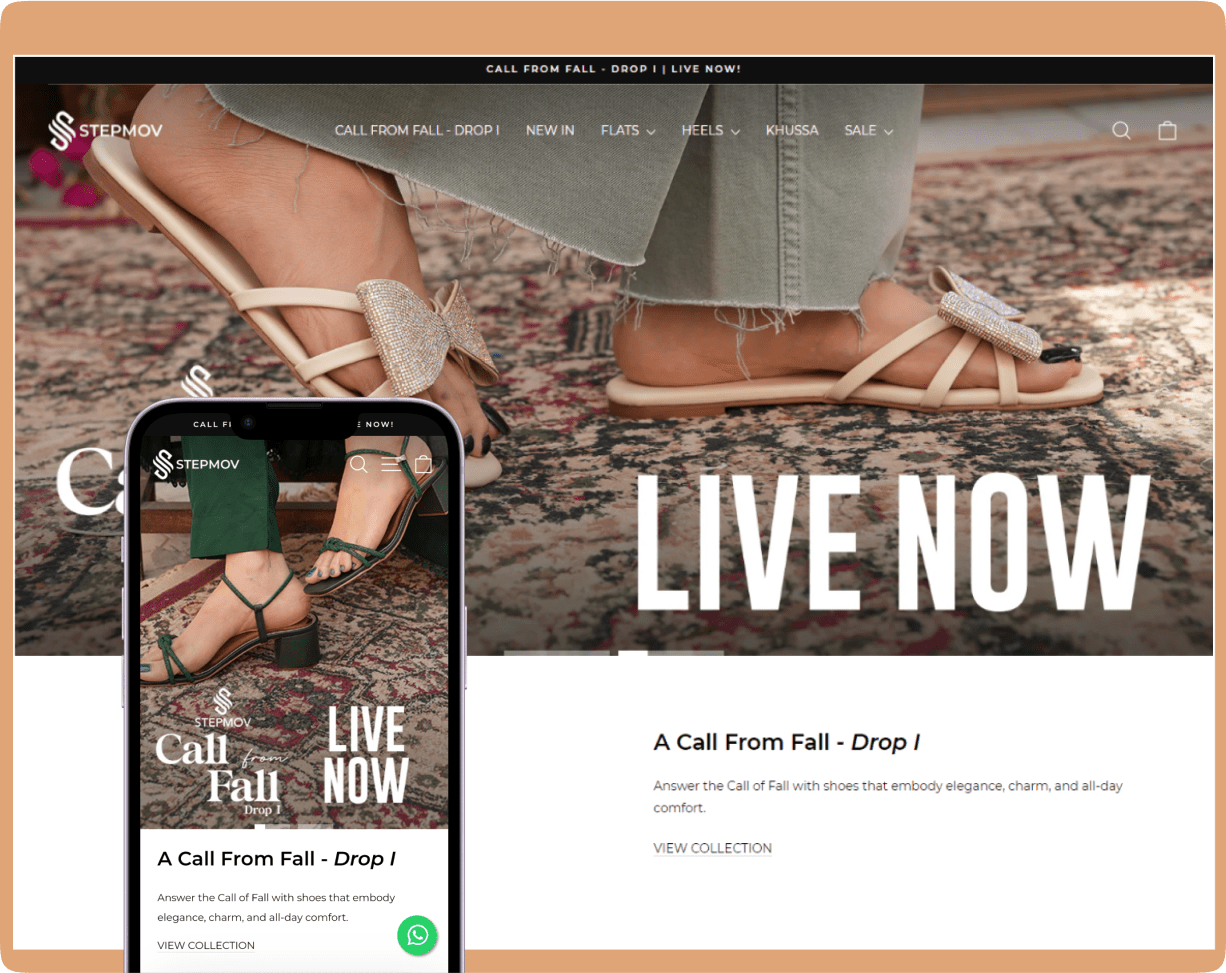 CALL FROM FALL - DROP I | LIVE NOW!
STEPMOV
CALL FROM FALL - DROP I NEW IN FLATS HEELS KHUSSA SALE
LIVE NOW
A Call From Fall - Drop I
Answer the Call of Fall with shoes that embody elegance, charm, and all-day
comfort.
VIEW COLLECTION
CALL F
E NOW!
STEPMOV
STEPMOV
Call from
Fall
Drop I
LIVE
NOW
A Call From Fall - Drop I
Answer the Call of Fall with shoes that embody
elegance, charm, and all-day comfort.
VIEW COLLECTION